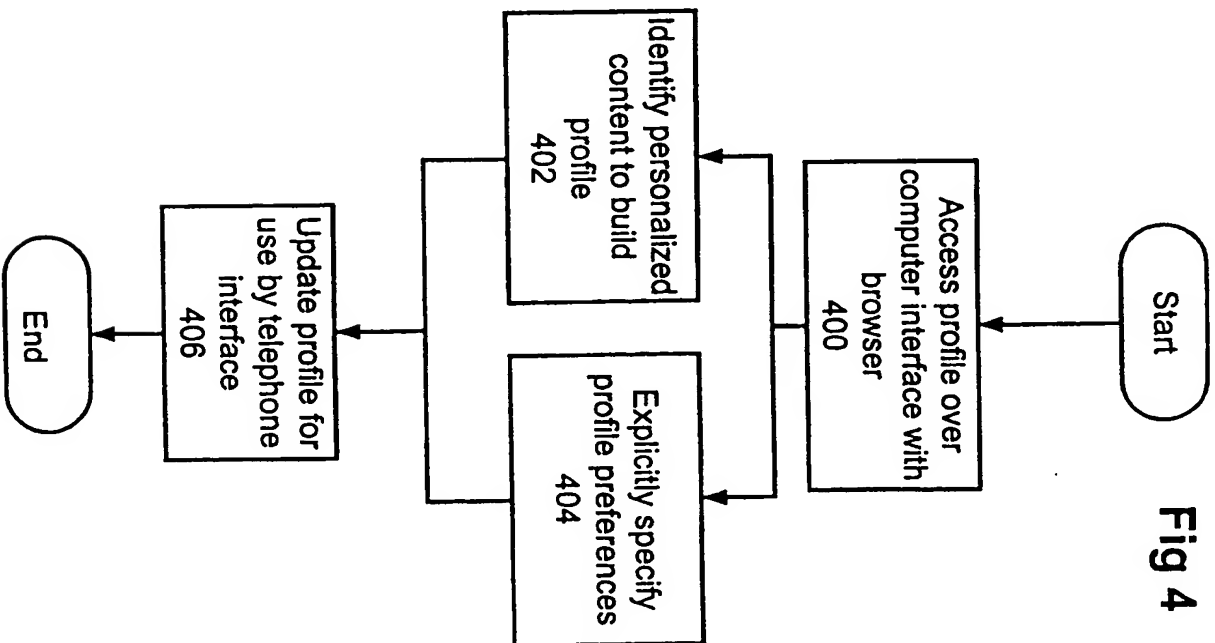 Fig 4
Start
Access profile over
computer interface with
browser
400
Identify personalized
content to build
profile
402
Explicitly specify
profile preferences
404
Update profile for
use by telephone
interface
406
End